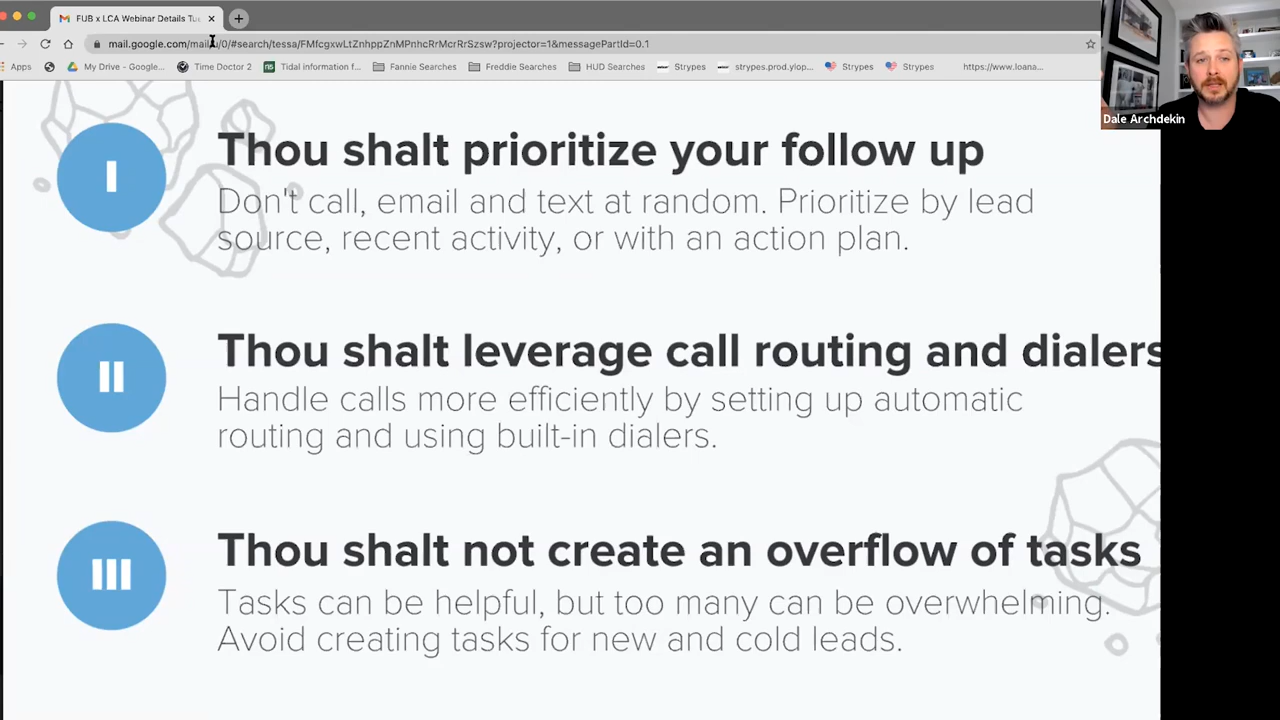 FUB x LCA Webinar Details Tu
mail.google.com/mail/u/0/#search/tessa/FMfcgxwLtZnhppZnMPnhcRrMcrRrSzsw?projector=1&messagePartId=0.1
Apps My Drive - Google... Time Doctor 2 Tidal information f... Fannie Searches Freddie Searches HUD Searches Strypes strypes.prod.ylop... Strypes Strypes https://www.loana...
Dale Archdekin
I
Thou shalt prioritize your follow up
Don't call, email and text at random. Prioritize by lead
source, recent activity, or with an action plan.
II
Thou shalt leverage call routing and dialers
Handle calls more efficiently by setting up automatic
routing and using built-in dialers.
III
Thou shalt not create an overflow of tasks
Tasks can be helpful, but too many can be overwhelming.
Avoid creating tasks for new and cold leads.